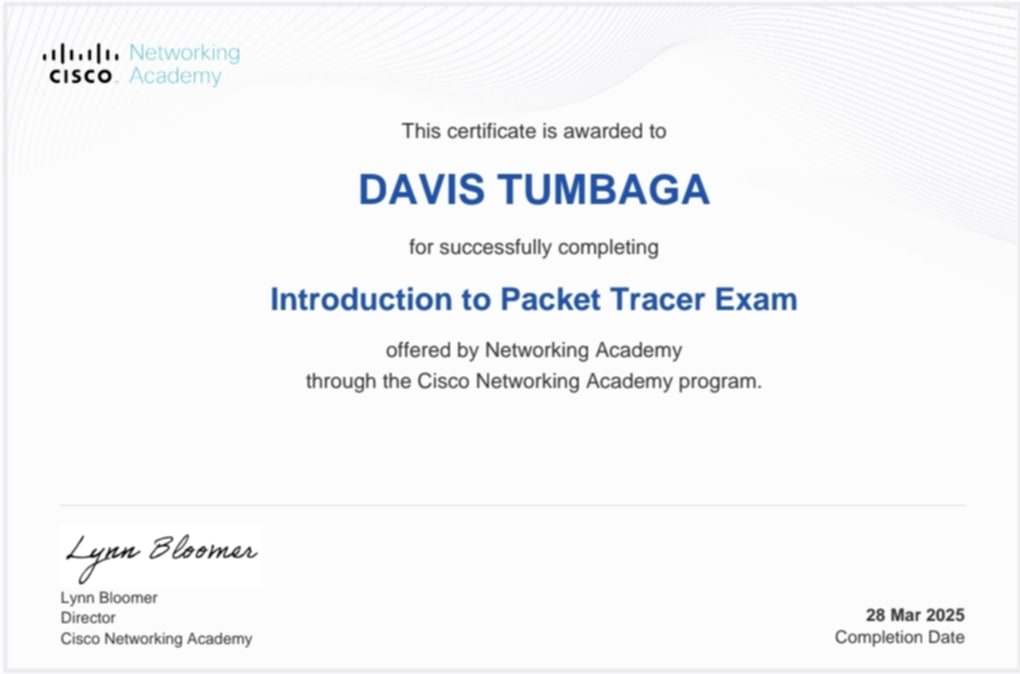 Networking
CISCO Academy
This certificate is awarded to
DAVIS TUMBAGA
for successfully completing
Introduction to Packet Tracer Exam
offered by Networking Academy
through the Cisco Networking Academy program.
Lynn Bloomer
Lynn Bloomer
Director
Cisco Networking Academy
28 Mar 2025
Completion Date